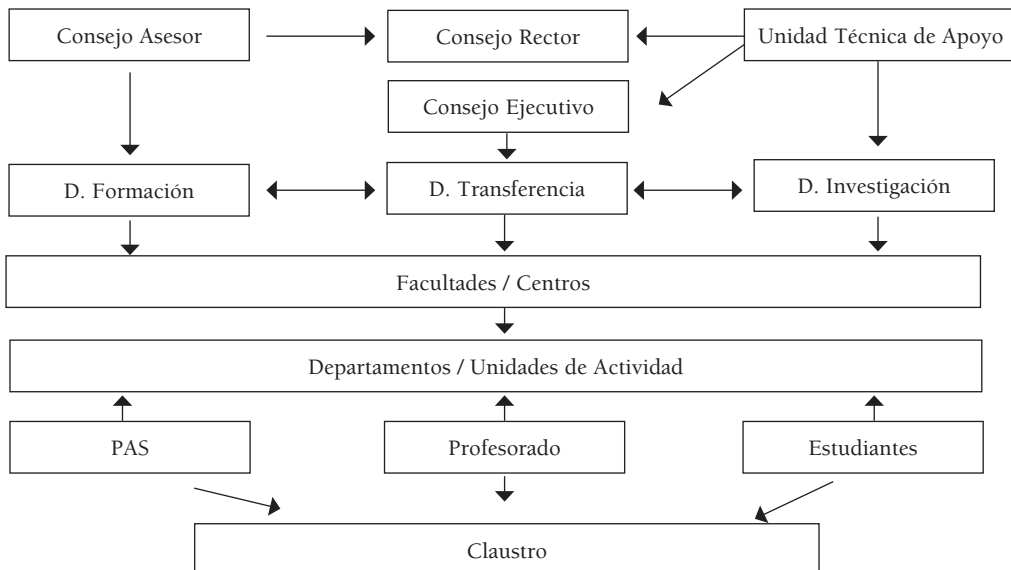 Consejo Asesor
Consejo Rector
Unidad Técnica de Apoyo
Consejo Ejecutivo
D. Formación
D. Transferencia
D. Investigación
Facultades / Centros
Departamentos / Unidades de Actividad
PAS
Profesorado
Estudiantes
Claustro